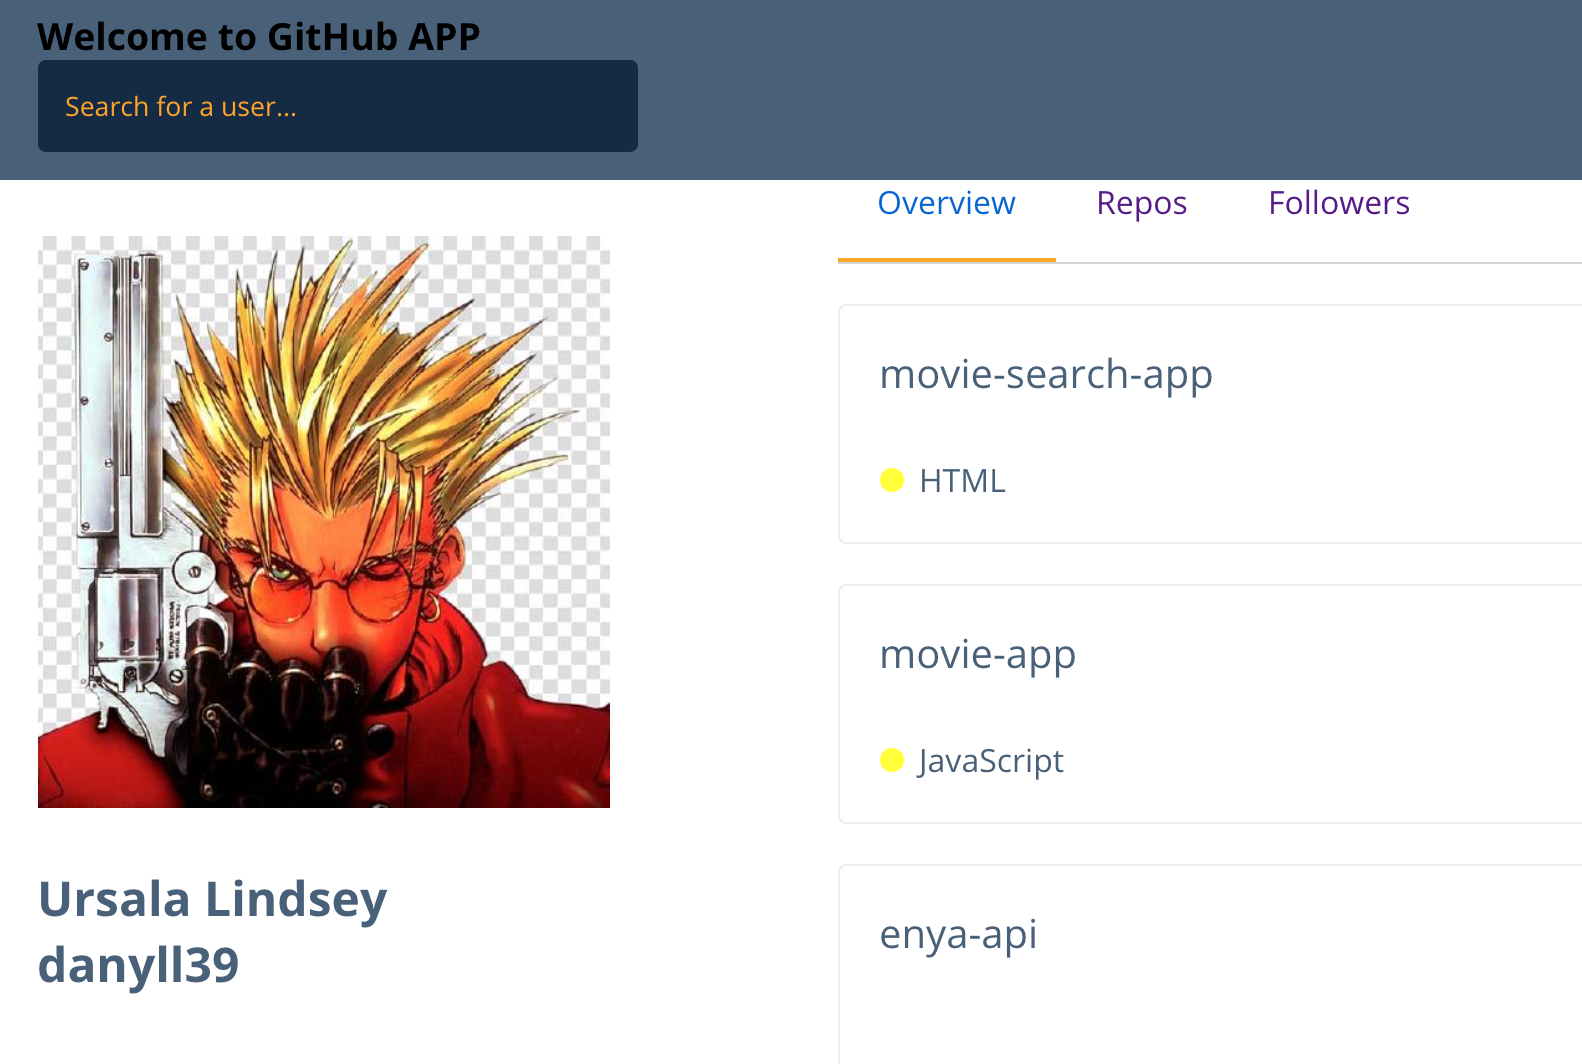 Welcome to GitHub APP
Search for a user...
Overview Repos Followers
movie-search-app
HTML
movie-app
JavaScript
enya-api
Ursala Lindsey
danyll39